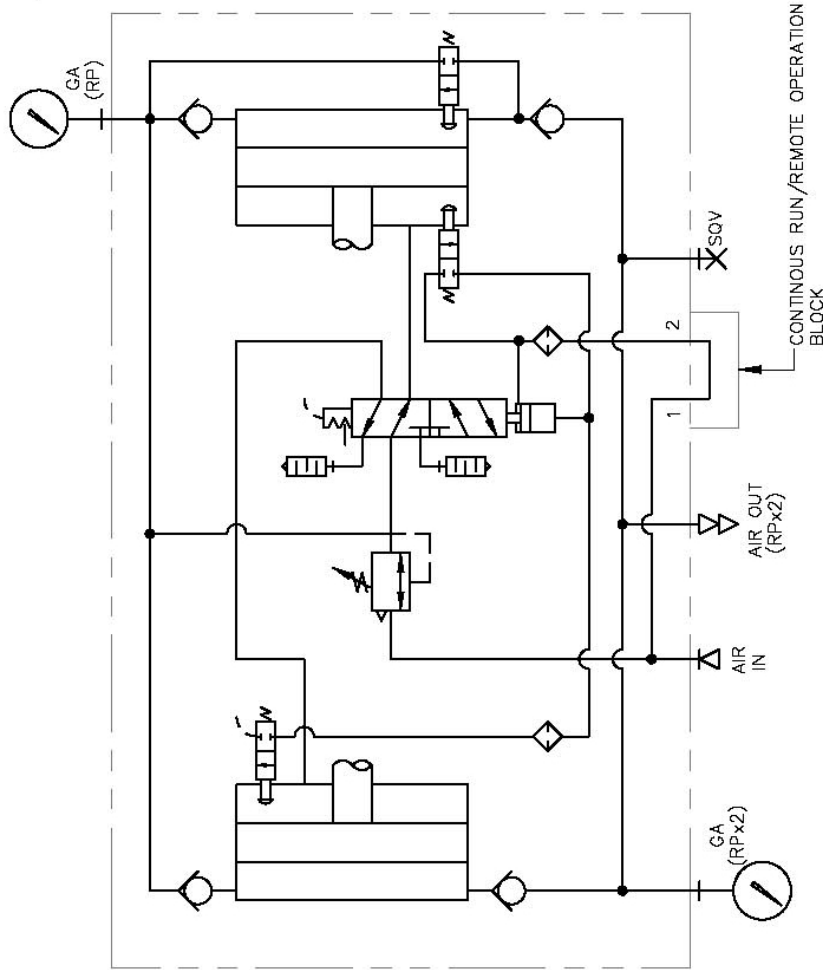 GA
(RP)
CONTINOUS RUN/REMOTE OPERATION
BLOCK
SQV
2
1
AIR OUT
(RPx2)
AIR
IN
GA
(RPx2)